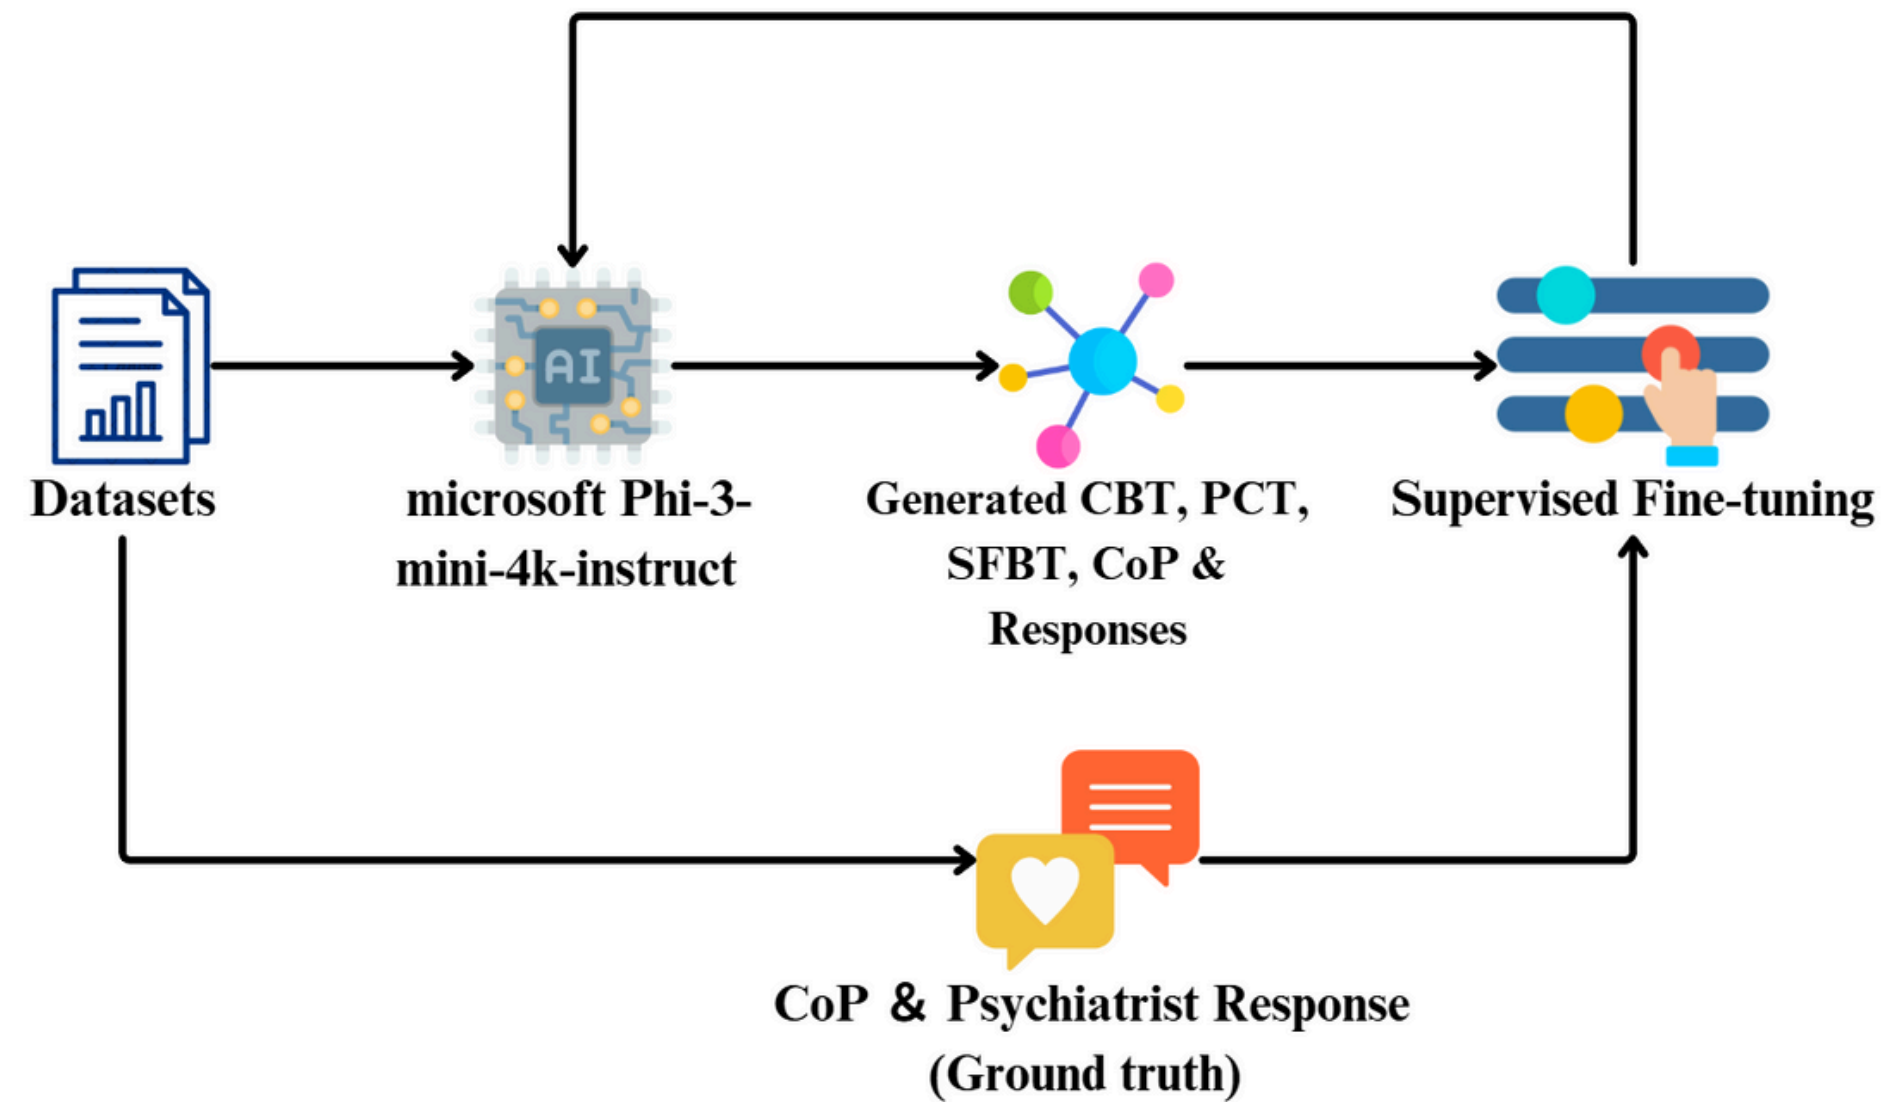 AI
Datasets
microsoft Phi-3-
mini-4k-instruct
Generated CBT, PCT,
SFBT, CoP &
Responses
Supervised Fine-tuning
CoP & Psychiatrist Response
(Ground truth)